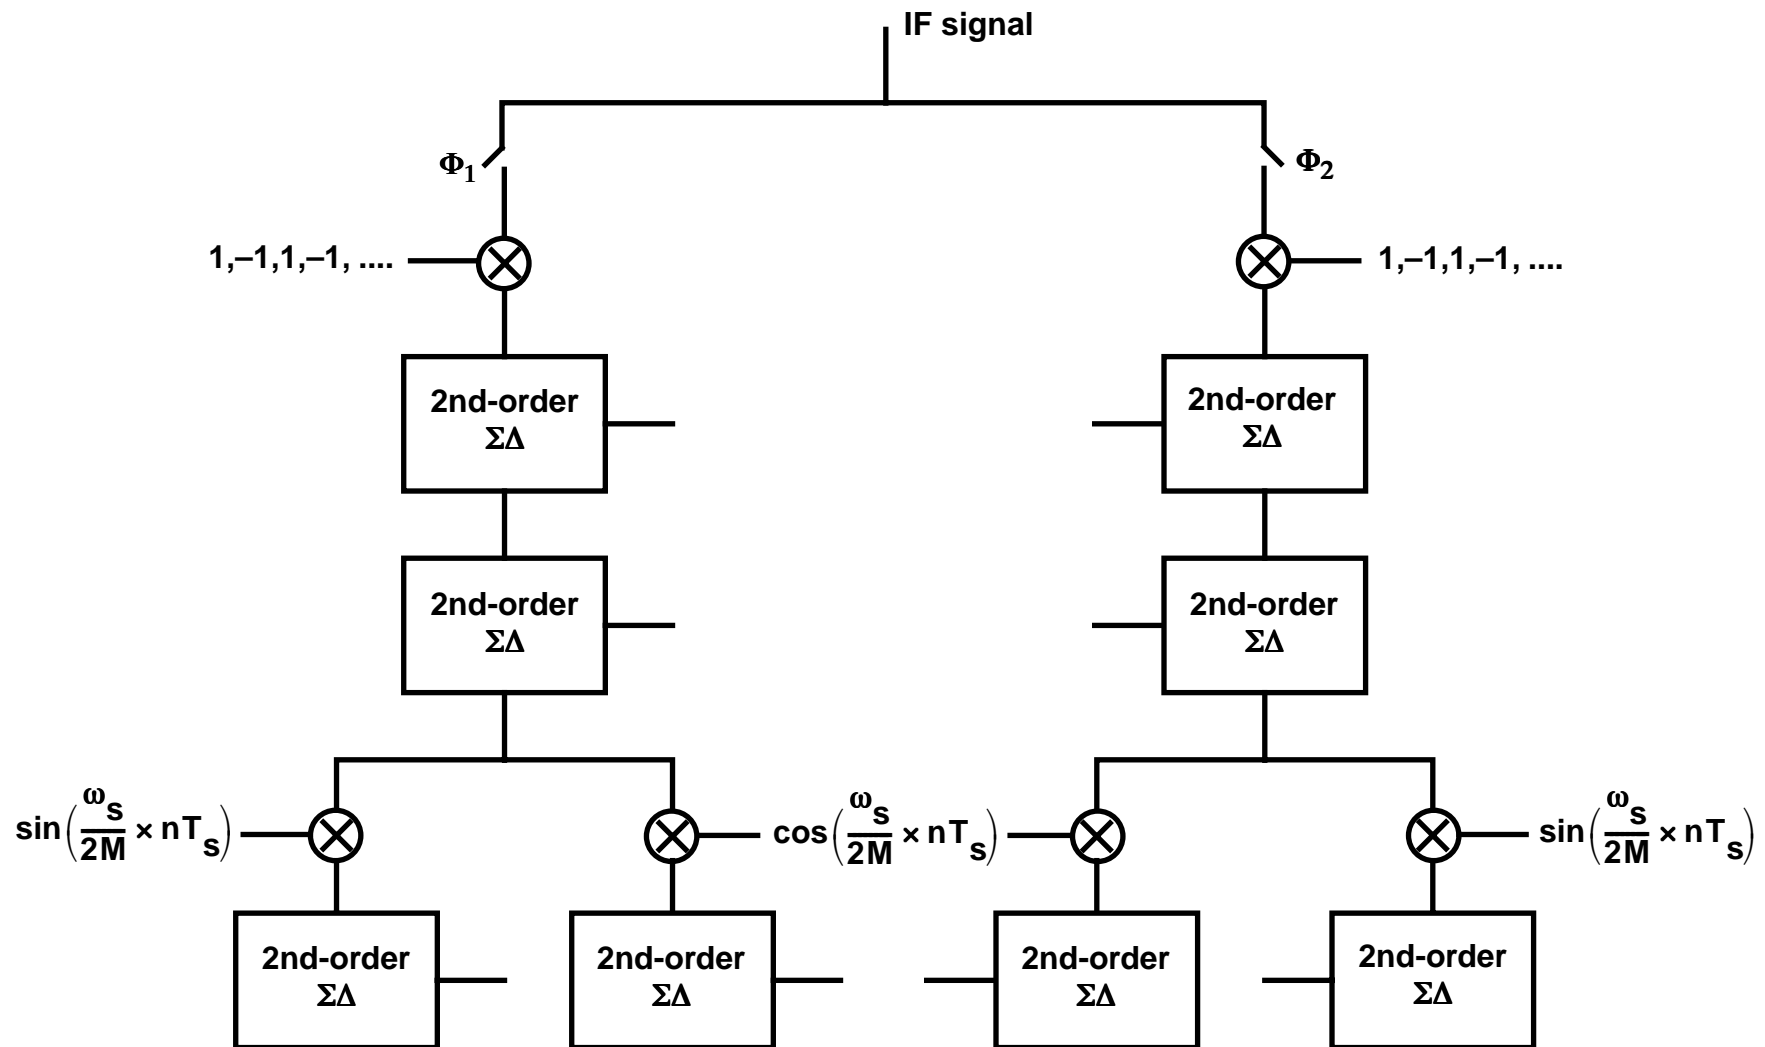 IF signal
Φ1
Φ2
1,–1,1,–1, ....
1,–1,1,–1, ....
2nd-order
ΣΔ
2nd-order
ΣΔ
2nd-order
ΣΔ
2nd-order
ΣΔ
sin(ωs/2M × nTs)
cos(ωs/2M × nTs)
sin(ωs/2M × nTs)
2nd-order
ΣΔ
2nd-order
ΣΔ
2nd-order
ΣΔ
2nd-order
ΣΔ